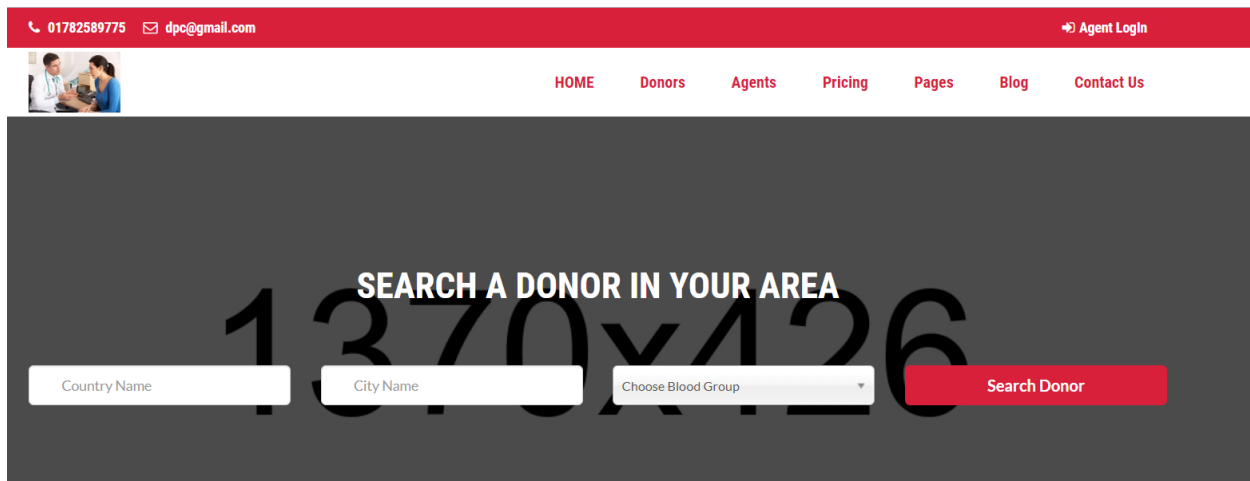 01782589775 dpc@gmail.com Agent LogIn
HOME Donors Agents Pricing Pages Blog Contact Us
SEARCH A DONOR IN YOUR AREA
1370x426
Country Name City Name Choose Blood Group Search Donor